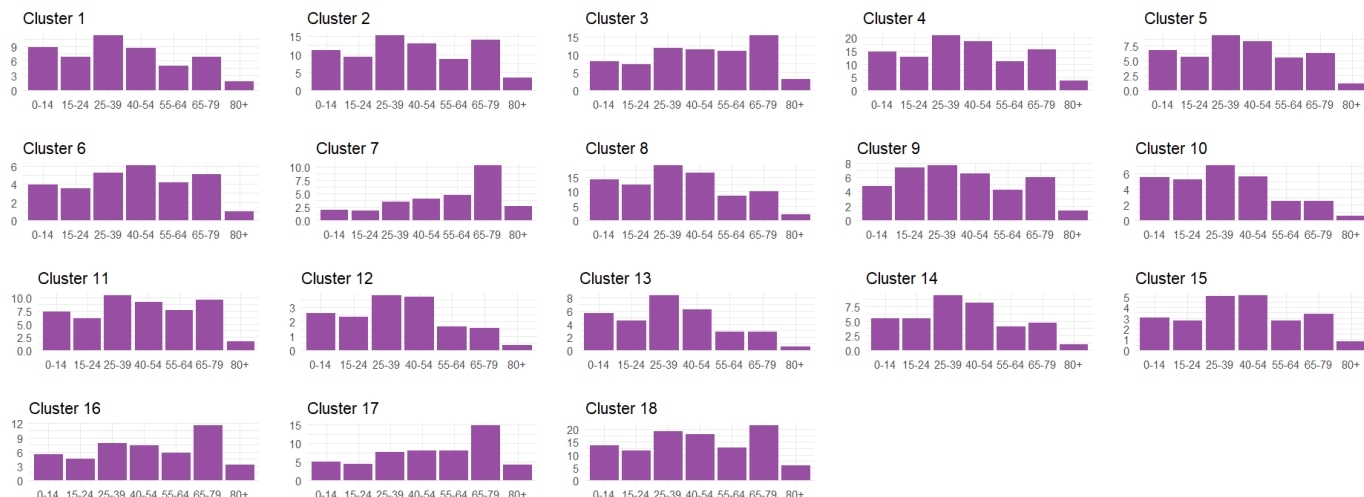 Cluster 1 Cluster 2 Cluster 3 Cluster 4 Cluster 5
9 6 3 0 15 10 5 0 15 10 5 0 20 15 10 5 0 7.5 5.0 2.5 0.0
0-14 15-24 25-39 40-54 55-64 65-79 80+ 0-14 15-24 25-39 40-54 55-64 65-79 80+ 0-14 15-24 25-39 40-54 55-64 65-79 80+ 0-14 15-24 25-39 40-54 55-64 65-79 80+ 0-14 15-24 25-39 40-54 55-64 65-79 80+
Cluster 6 Cluster 7 Cluster 8 Cluster 9 Cluster 10
6 4 2 0 10.0 7.5 5.0 2.5 0.0 15 10 5 0 8 6 4 2 0 6 4 2 0
0-14 15-24 25-39 40-54 55-64 65-79 80+ 0-14 15-24 25-39 40-54 55-64 65-79 80+ 0-14 15-24 25-39 40-54 55-64 65-79 80+ 0-14 15-24 25-39 40-54 55-64 65-79 80+ 0-14 15-24 25-39 40-54 55-64 65-79 80+
Cluster 11 Cluster 12 Cluster 13 Cluster 14 Cluster 15
10.0 7.5 5.0 2.5 0.0 3 2 1 0 8 6 4 2 0 7.5 5.0 2.5 0.0 5 4 3 2 1 0
0-14 15-24 25-39 40-54 55-64 65-79 80+ 0-14 15-24 25-39 40-54 55-64 65-79 80+ 0-14 15-24 25-39 40-54 55-64 65-79 80+ 0-14 15-24 25-39 40-54 55-64 65-79 80+ 0-14 15-24 25-39 40-54 55-64 65-79 80+
Cluster 16 Cluster 17 Cluster 18
12 9 6 3 0 15 10 5 0 20 15 10 5 0
0-14 15-24 25-39 40-54 55-64 65-79 80+ 0-14 15-24 25-39 40-54 55-64 65-79 80+ 0-14 15-24 25-39 40-54 55-64 65-79 80+